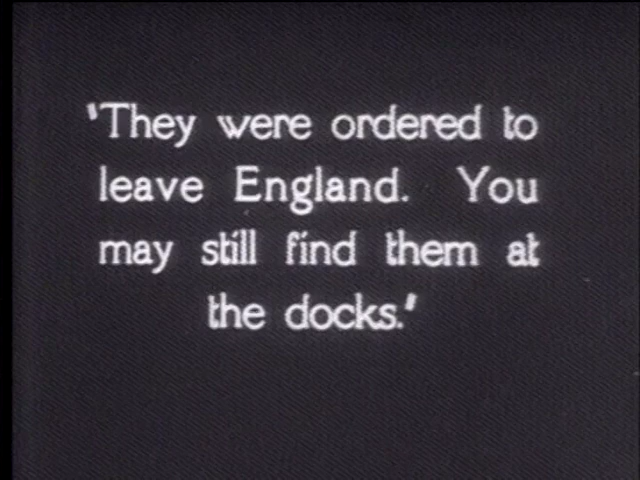 'They were ordered to
leave England. You
may still find them at
the docks.'